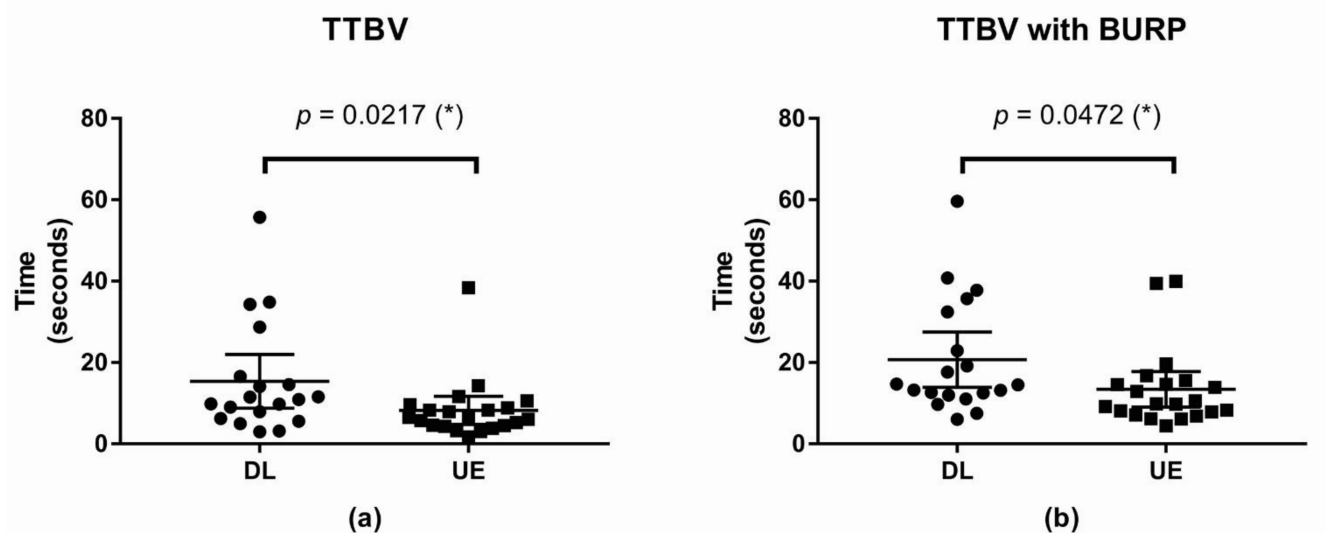 TTBV
p = 0.0217 (*)
80
60
40
20
0
Time
(seconds)
DL UE
(a)
TTBV with BURP
p = 0.0472 (*)
80
60
40
20
0
Time
(seconds)
DL UE
(b)